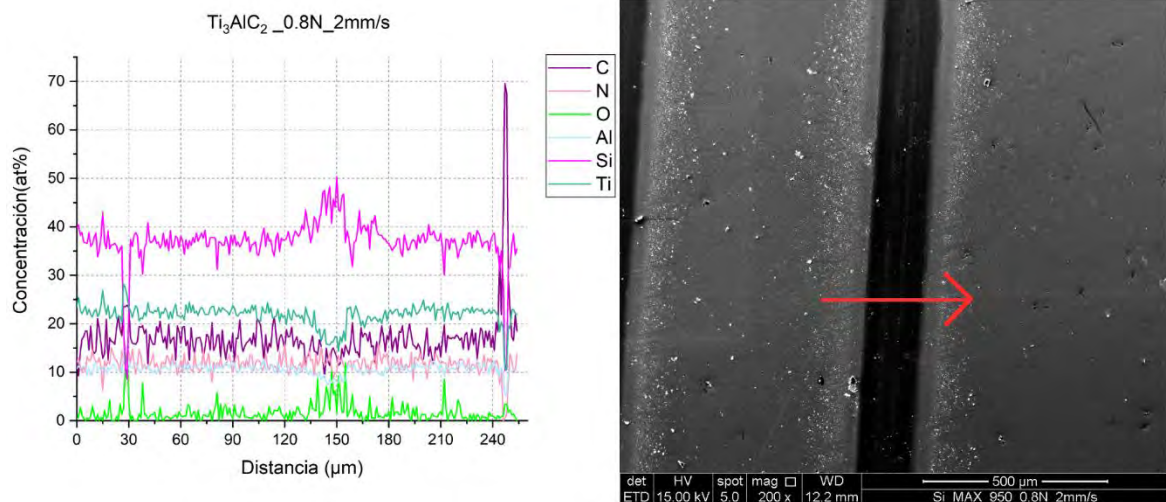 Ti₃AlC₂ _0.8N_2mm/s
Concentración(at%)
70
60
50
40
30
20
10
0
0 30 60 90 120 150 180 210 240
Distancia (μm)
C
N
O
Al
Si
Ti
det HV spot mag □ WD
ETD 15.00 kV 5.0 200 x 12.2 mm
500 μm
Si_MAX_950_0.8N_2mm/s